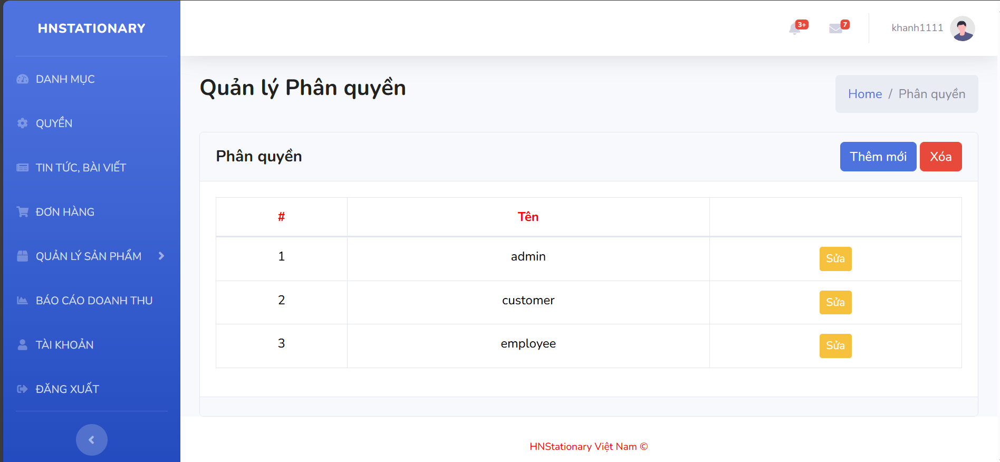 HNSTATIONARY
3+
7
khanh1111
DANH MỤC
QUYỀN
TIN TỨC, BÀI VIẾT
ĐƠN HÀNG
QUẢN LÝ SẢN PHẨM
BÁO CÁO DOANH THU
TÀI KHOẢN
ĐĂNG XUẤT
Quản lý Phân quyền
Home / Phân quyền
Phân quyền
Thêm mới Xóa
# Tên
1 admin Sửa
2 customer Sửa
3 employee Sửa
HNStationary Việt Nam ©